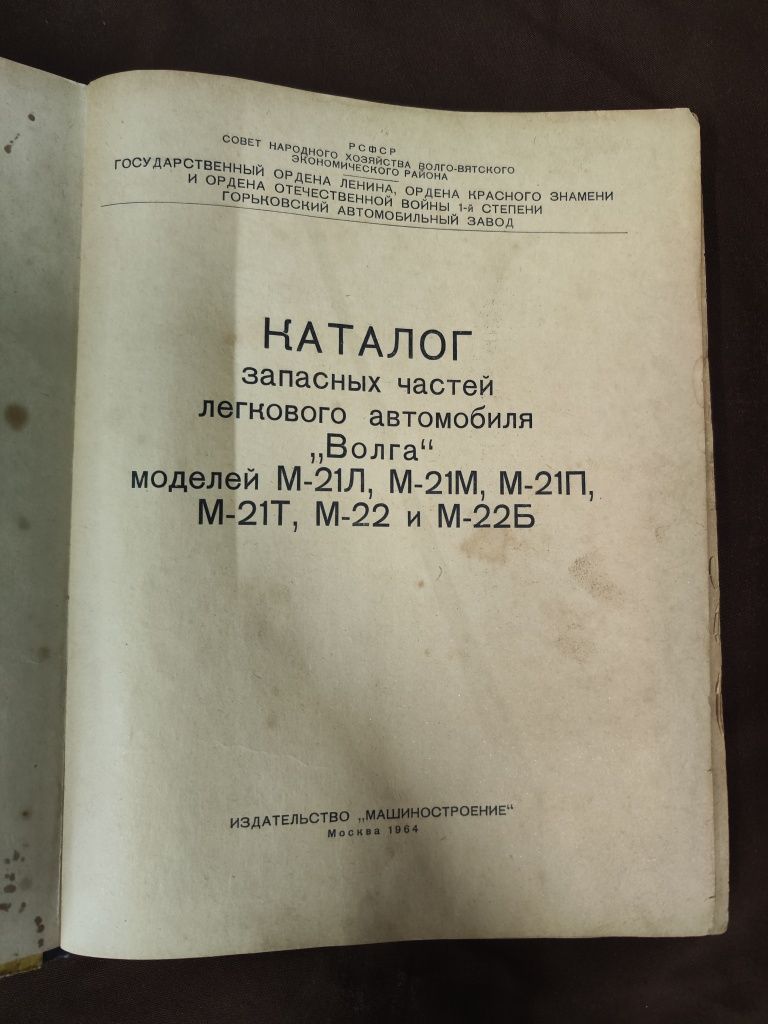 РСФСР
СОВЕТ НАРОДНОГО ХОЗЯЙСТВА ВОЛГО-ВЯТСКОГО
ЭКОНОМИЧЕСКОГО РАЙОНА
ГОСУДАРСТВЕННЫЙ ОРДЕНА ЛЕНИНА, ОРДЕНА КРАСНОГО ЗНАМЕНИ
И ОРДЕНА ОТЕЧЕСТВЕННОЙ ВОЙНЫ 1-й СТЕПЕНИ
ГОРЬКОВСКИЙ АВТОМОБИЛЬНЫЙ ЗАВОД
КАТАЛОГ
запасных частей
легкового автомобиля
„Волга“
моделей М-21Л, М-21М, М-21П,
М-21Т, М-22 и М-22Б
ИЗДАТЕЛЬСТВО „МАШИНОСТРОЕНИЕ“
Москва 1964